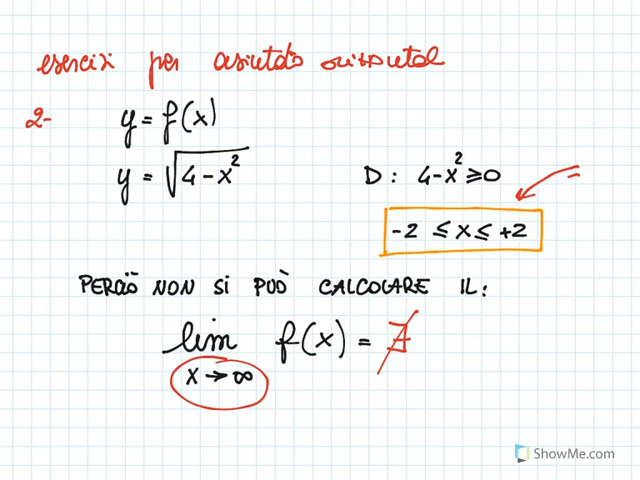 esercizi per asintoto orizzontal
2- y = f(x)
y = √4-x²
D: 4-x² ≥ 0
-2 ≤ x ≤ +2
PERCIÒ NON SI PUÒ CALCOLARE IL:
lim f(x) = ∄
x → ∞
ShowMe.com